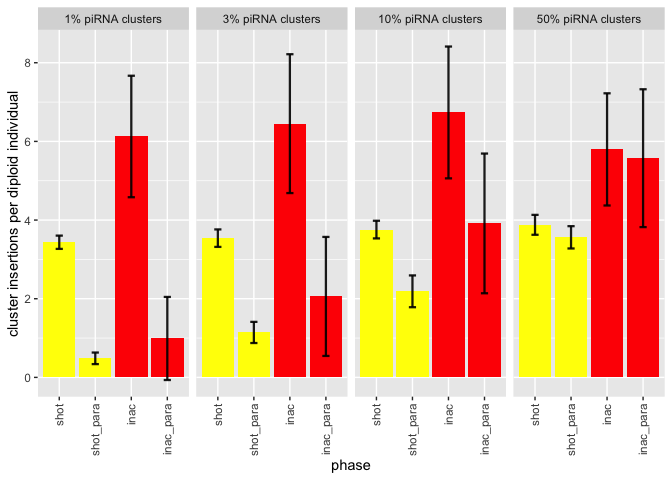 1% piRNA clusters
3% piRNA clusters
10% piRNA clusters
50% piRNA clusters
cluster insertions per diploid individual
8
6
4
2
0
shot
shot_para
inac
inac_para
shot
shot_para
inac
inac_para
shot
shot_para
inac
inac_para
shot
shot_para
inac
inac_para
phase